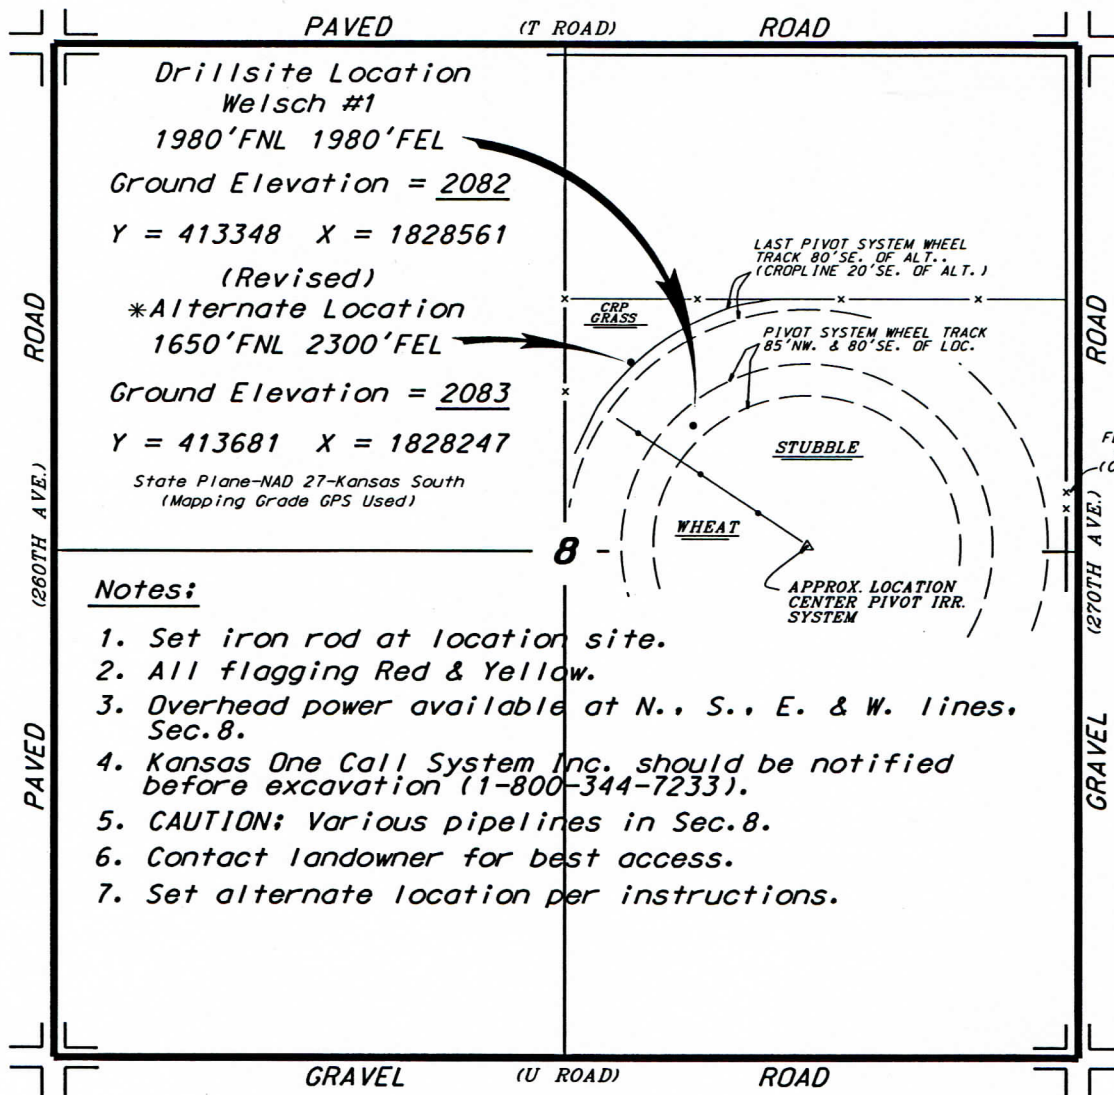 PAVED (T ROAD) ROAD
Drillsite Location
Welsch #1
1980'FNL 1980'FEL
Ground Elevation = 2082
Y = 413348 X = 1828561
(Revised)
*Alternate Location
1650'FNL 2300'FEL
Ground Elevation = 2083
Y = 413681 X = 1828247
State Plane-NAD 27-Kansas South
(Mapping Grade GPS Used)
LAST PIVOT SYSTEM WHEEL
TRACK 80'SE. OF ALT..
(CROPLINE 20'SE. OF ALT.)
CRP
GRASS
PIVOT SYSTEM WHEEL TRACK
85'NW. & 80'SE. OF LOC.
STUBBLE
WHEAT
8
APPROX. LOCATION
CENTER PIVOT IRR.
SYSTEM
PAVED (260TH AVE.) ROAD
GRAVEL (270TH AVE.) ROAD
Notes:
1. Set iron rod at location site.
2. All flagging Red & Yellow.
3. Overhead power available at N., S., E. & W. lines,
Sec.8.
4. Kansas One Call System Inc. should be notified
before excavation (1-800-344-7233).
5. CAUTION: Various pipelines in Sec.8.
6. Contact landowner for best access.
7. Set alternate location per instructions.
GRAVEL (U ROAD) ROAD